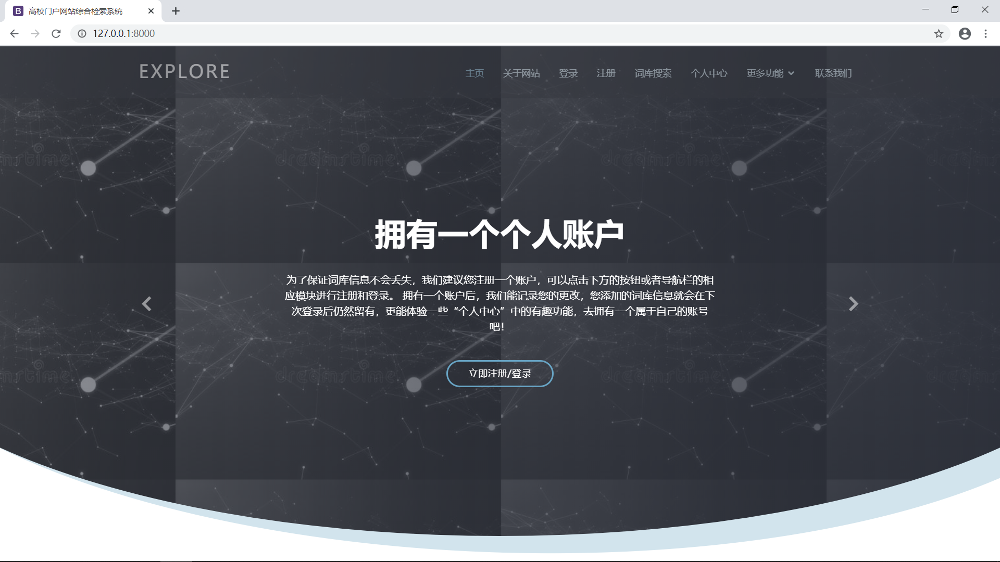 高校门户网站综合检索系统
127.0.0.1:8000
EXPLORE
主页 关于网站 登录 注册 词库搜索 个人中心 更多功能 联系我们
dreamstime
拥有一个个人账户
为了保证词库信息不会丢失，我们建议您注册一个账户，可以点击下方的按钮或者导航栏的相
应模块进行注册和登录。 拥有一个账户后，我们能记录您的更改，您添加的词库信息就会在下
次登录后仍然留有，更能体验一些“个人中心”中的有趣功能，去拥有一个属于自己的账号
吧！
立即注册/登录
dreamstime